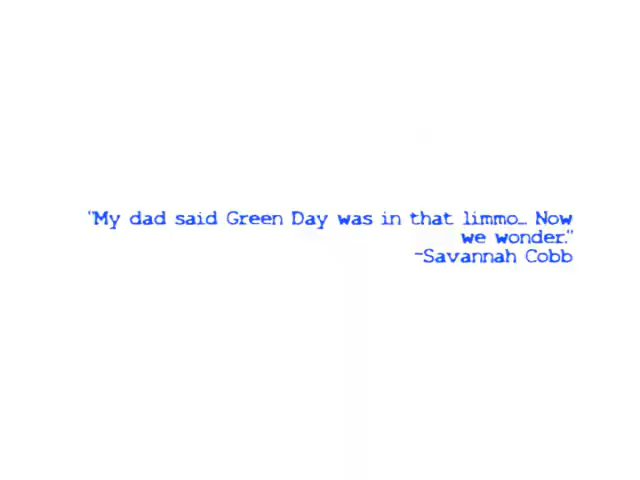 "My dad said Green Day was in that limmo... Now
we wonder."
~Savannah Cobb